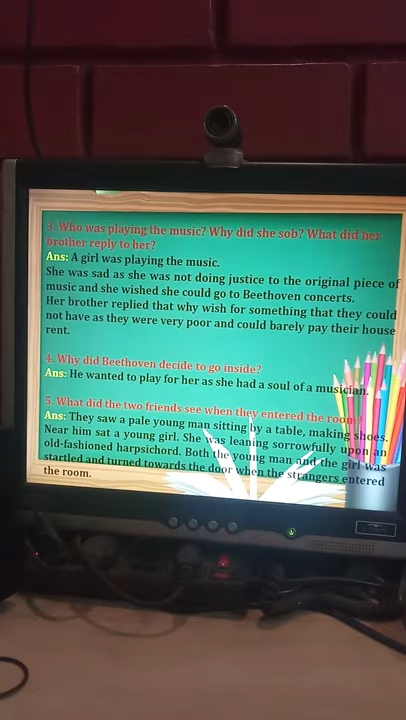 3. Who was playing the music? Why did she sob? What did her
brother reply to her?
Ans: A girl was playing the music.
She was sad as she was not doing justice to the original piece of
music and she wished she could go to Beethoven concerts.
Her brother replied that why wish for something that they could
not have as they were very poor and could barely pay their house
rent.
4. Why did Beethoven decide to go inside?
Ans: He wanted to play for her as she had a soul of a musician.
5. What did the two friends see when they entered the room?
Ans: They saw a pale young man sitting by a table, making shoes.
Near him sat a young girl. She was leaning sorrowfully upon an
old-fashioned harpsichord. Both the young man and the girl was
startled and turned towards the door when the strangers entered
the room.